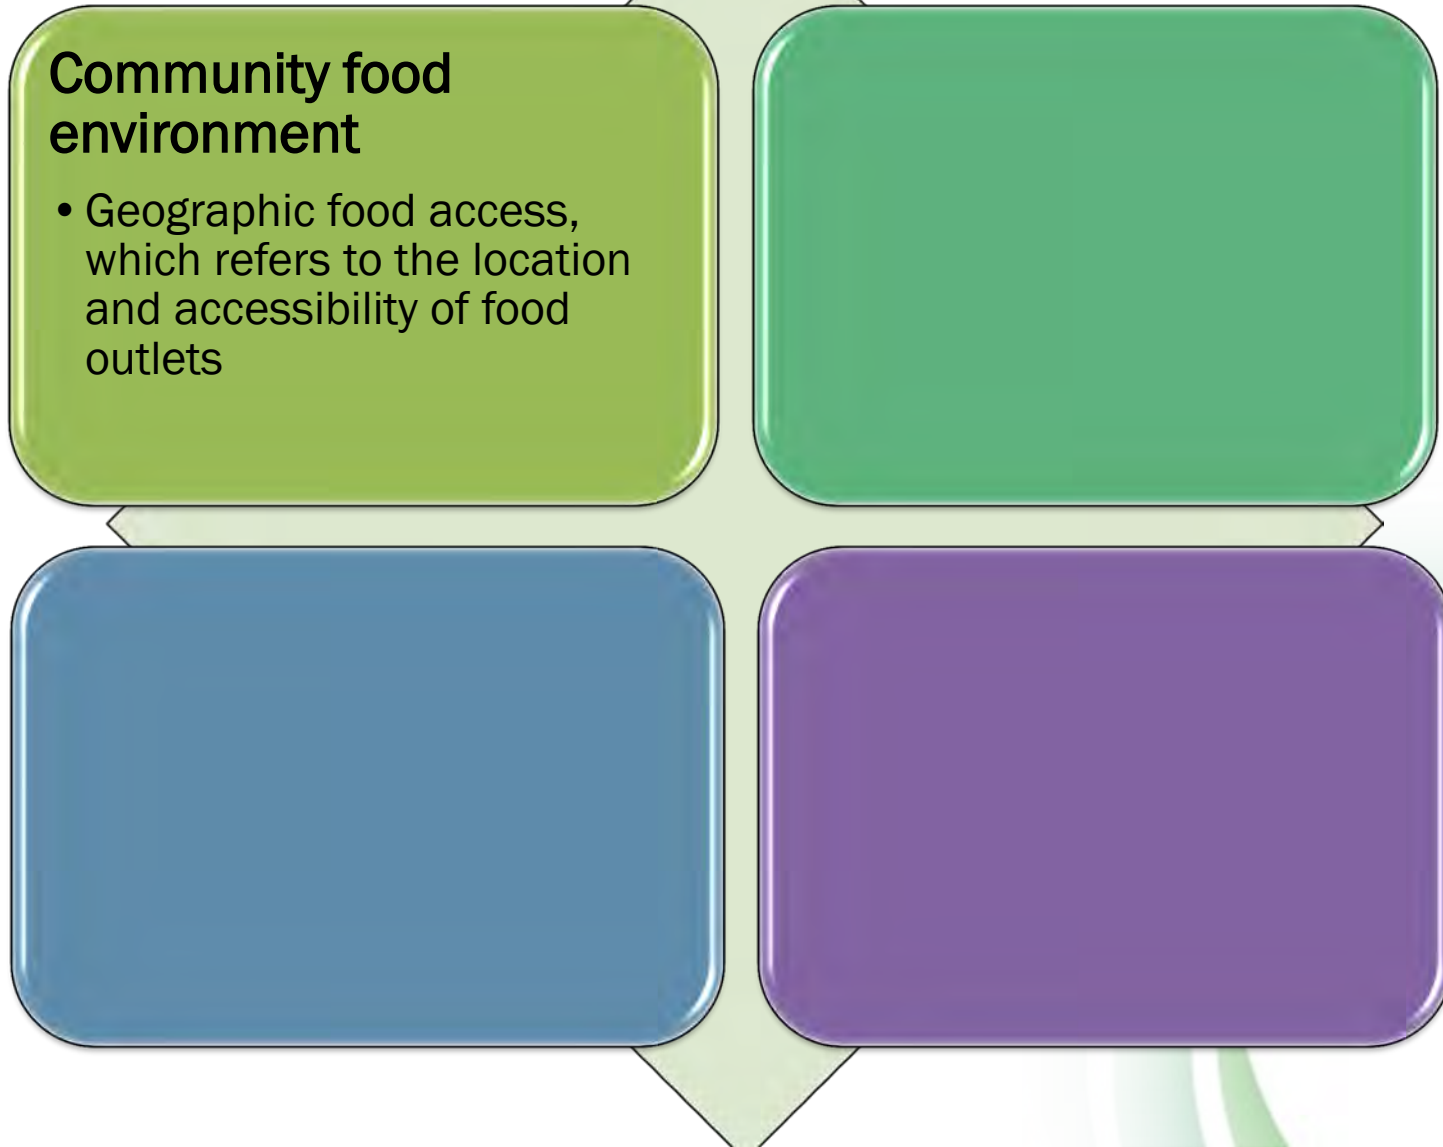 Community food
environment
• Geographic food access,
which refers to the location
and accessibility of food
outlets